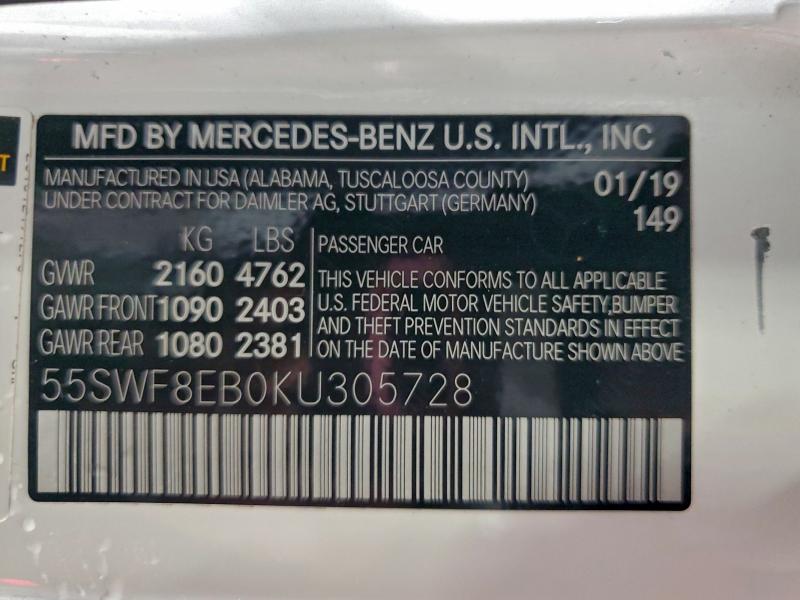 MFD BY MERCEDES-BENZ U.S. INTL., INC
MANUFACTURED IN USA (ALABAMA, TUSCALOOSA COUNTY) 01/19
UNDER CONTRACT FOR DAIMLER AG, STUTTGART (GERMANY) 149
KG LBS PASSENGER CAR
GVWR 2160 4762 THIS VEHICLE CONFORMS TO ALL APPLICABLE
GAWR FRONT 1090 2403 U.S. FEDERAL MOTOR VEHICLE SAFETY,BUMPER
GAWR REAR 1080 2381 AND THEFT PREVENTION STANDARDS IN EFFECT
ON THE DATE OF MANUFACTURE SHOWN ABOVE
55SWF8EB0KU305728